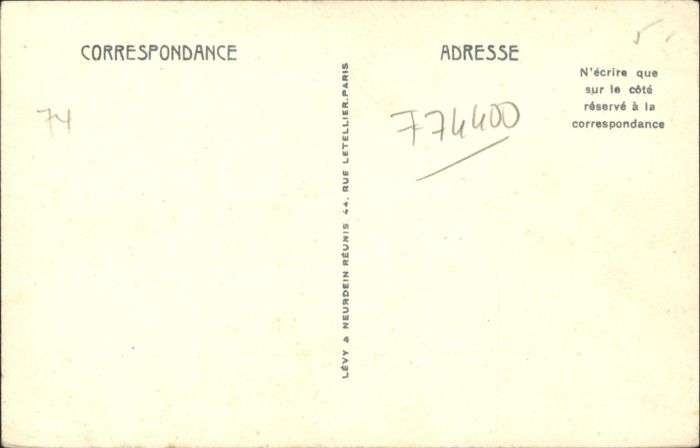 CORRESPONDANCE
74
LÉVY & NEURDEIN RÉUNIS 44, RUE LETELLIER.PARIS
ADRESSE
F74400
5
N'écrire que
sur le côté
réservé à la
correspondance